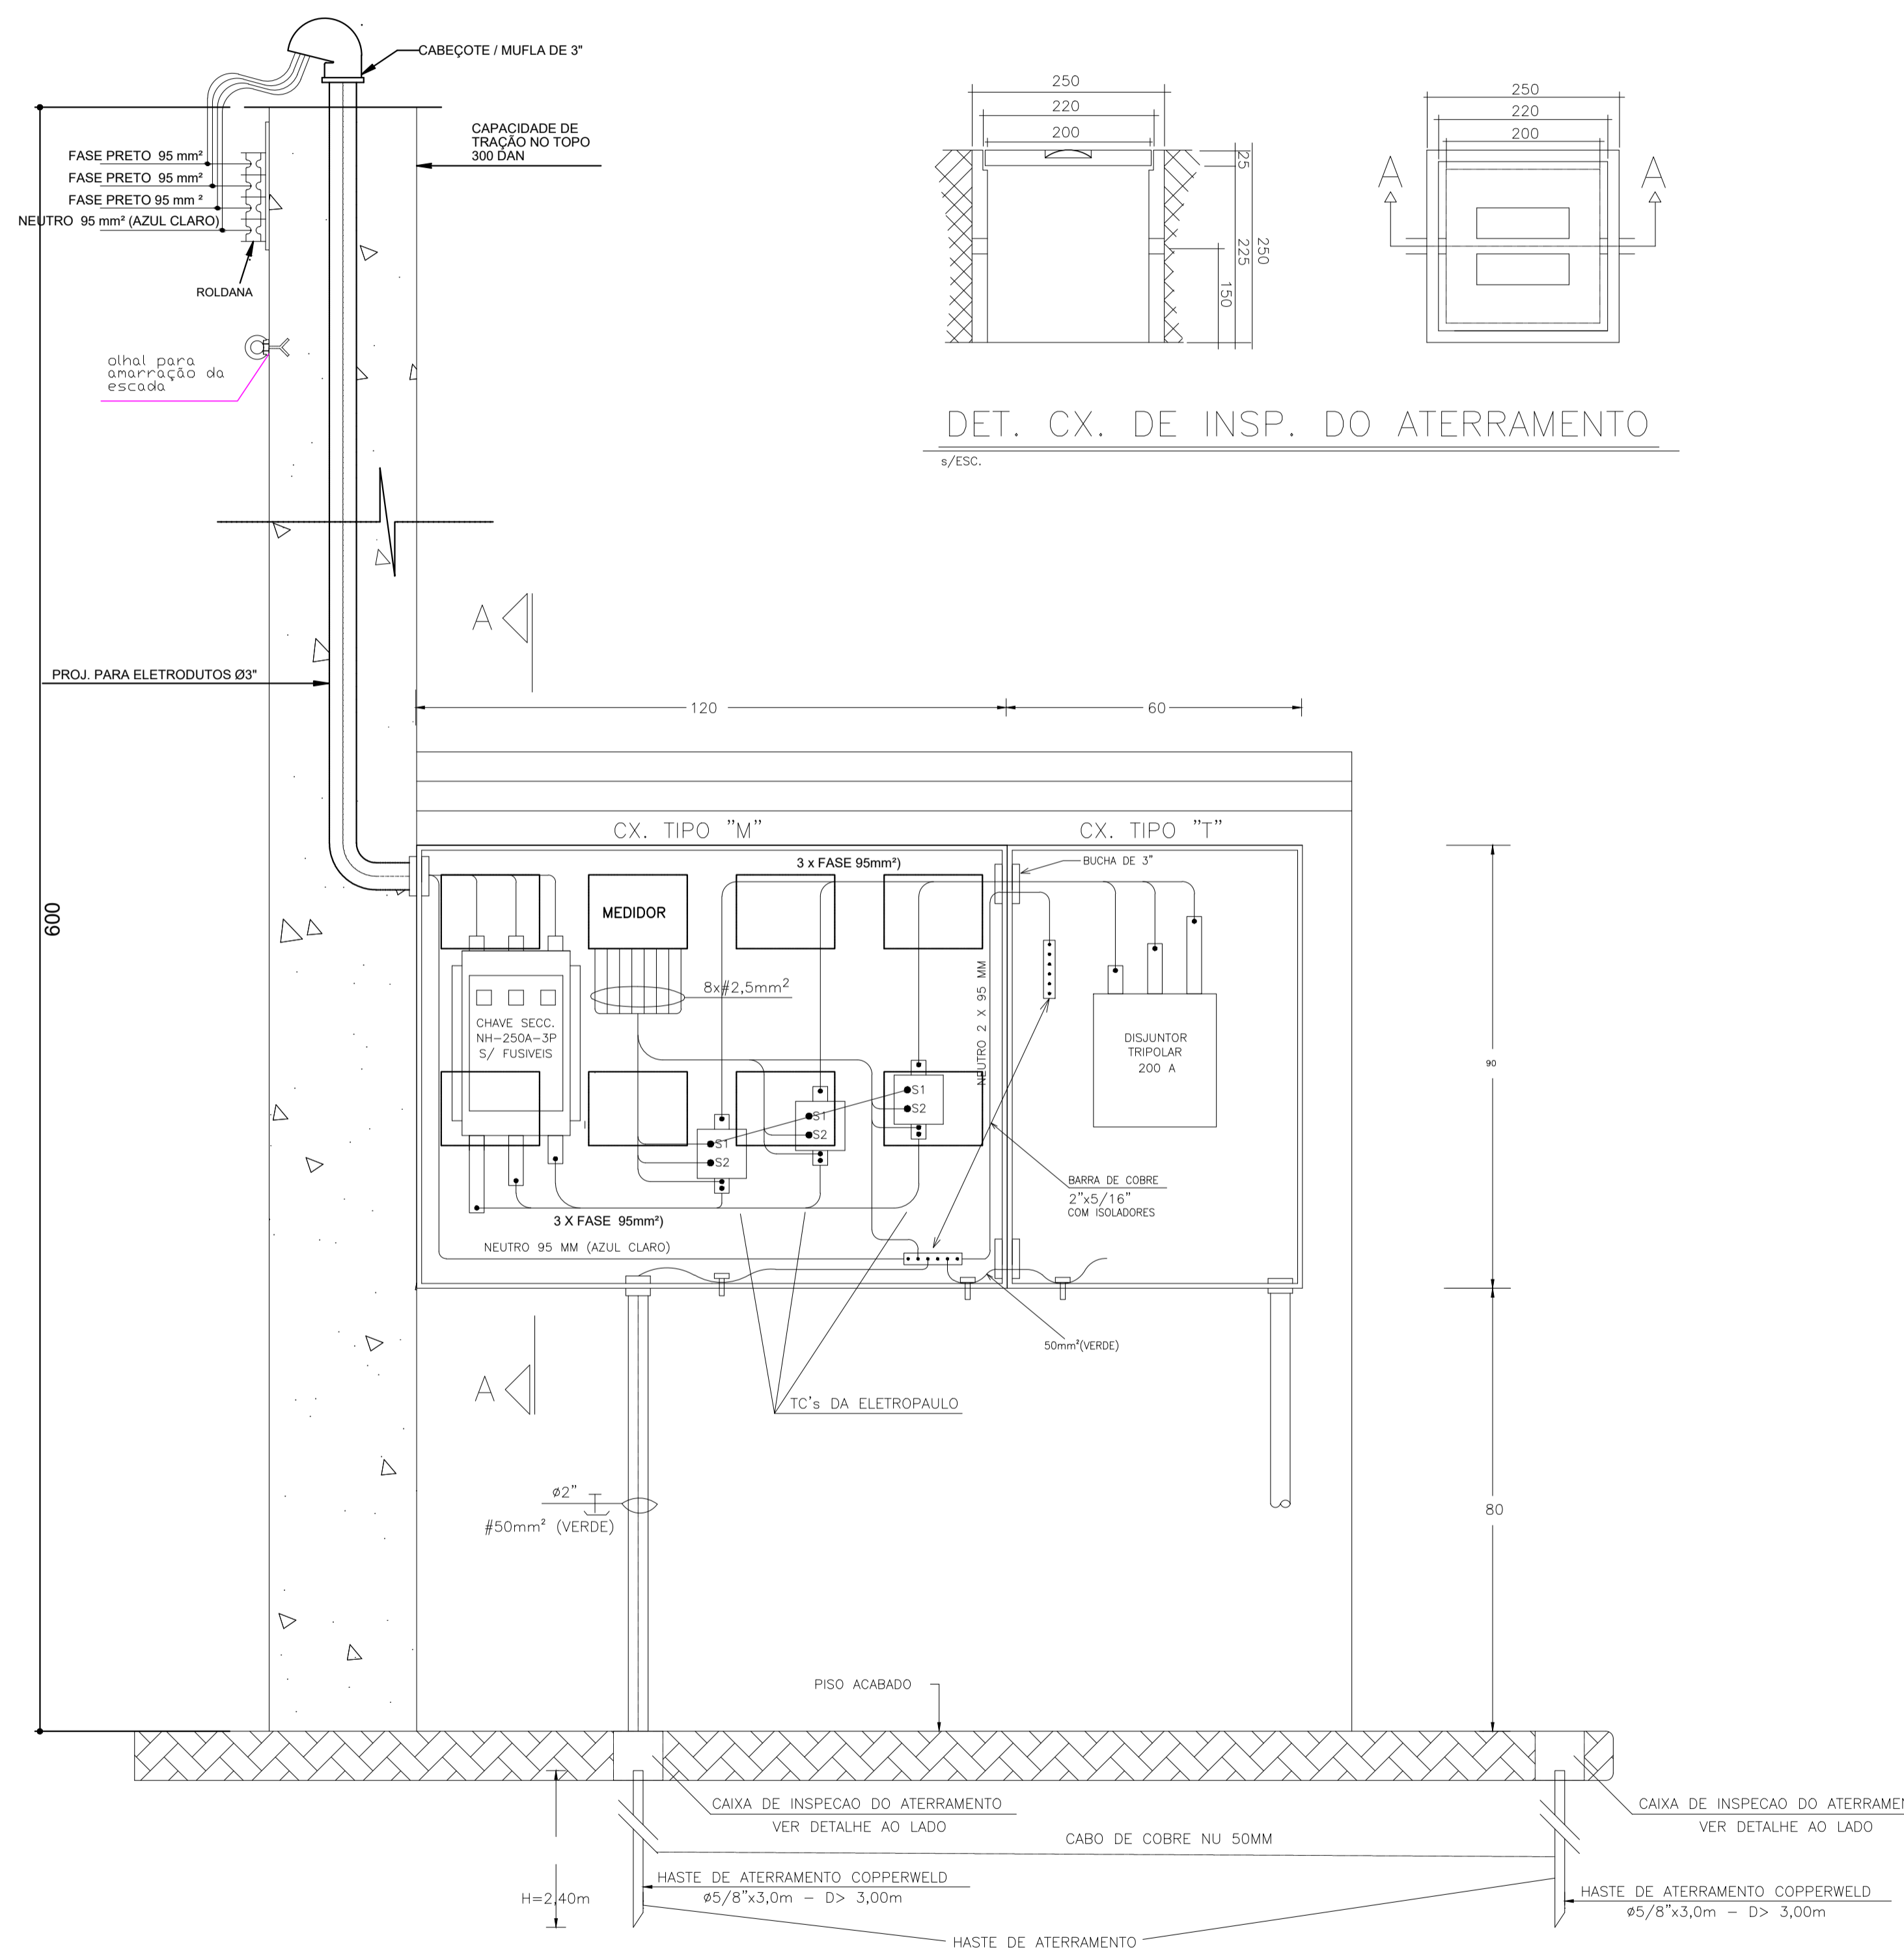 CABEÇOTE / MUFLA DE 3"
CAPACIDADE DE
TRAÇÃO NO TOPO
300 DAN
FASE PRETO 95 mm²
FASE PRETO 95 mm²
FASE PRETO 95 mm ²
NEUTRO 95 mm² (AZUL CLARO)
ROLDANA
olhal para
amarração da
escada
250
220
200
25
225
250
150
250
220
200
A
A
DET. CX. DE INSP. DO ATERRAMENTO
s/ESC.
A
PROJ. PARA ELETRODUTOS Ø3"
120
60
600
CX. TIPO "M"
CX. TIPO "T"
3 x FASE 95mm²)
BUCHA DE 3"
MEDIDOR
8x#2,5mm²
NEUTRO 2 X 95 MM
CHAVE SECC.
NH-250A-3P
S/ FUSIVEIS
DISJUNTOR
TRIPOLAR
200 A
90
S1
S2
S1
S2
S1
S2
BARRA DE COBRE
2"x5/16"
COM ISOLADORES
3 X FASE 95mm²)
NEUTRO 95 MM (AZUL CLARO)
50mm²(VERDE)
A
TC's DA ELETROPAULO
ø2"
#50mm² (VERDE)
80
PISO ACABADO
CAIXA DE INSPECAO DO ATERRAMENTO
VER DETALHE AO LADO
CAIXA DE INSPECAO DO ATERRAME
VER DETALHE AO LADO
CABO DE COBRE NU 50MM
HASTE DE ATERRAMENTO COPPERWELD
ø5/8"x3,0m - D> 3,00m
H=2,40m
HASTE DE ATERRAMENTO COPPERWELD
ø5/8"x3,0m - D> 3,00m
HASTE DE ATERRAMENTO